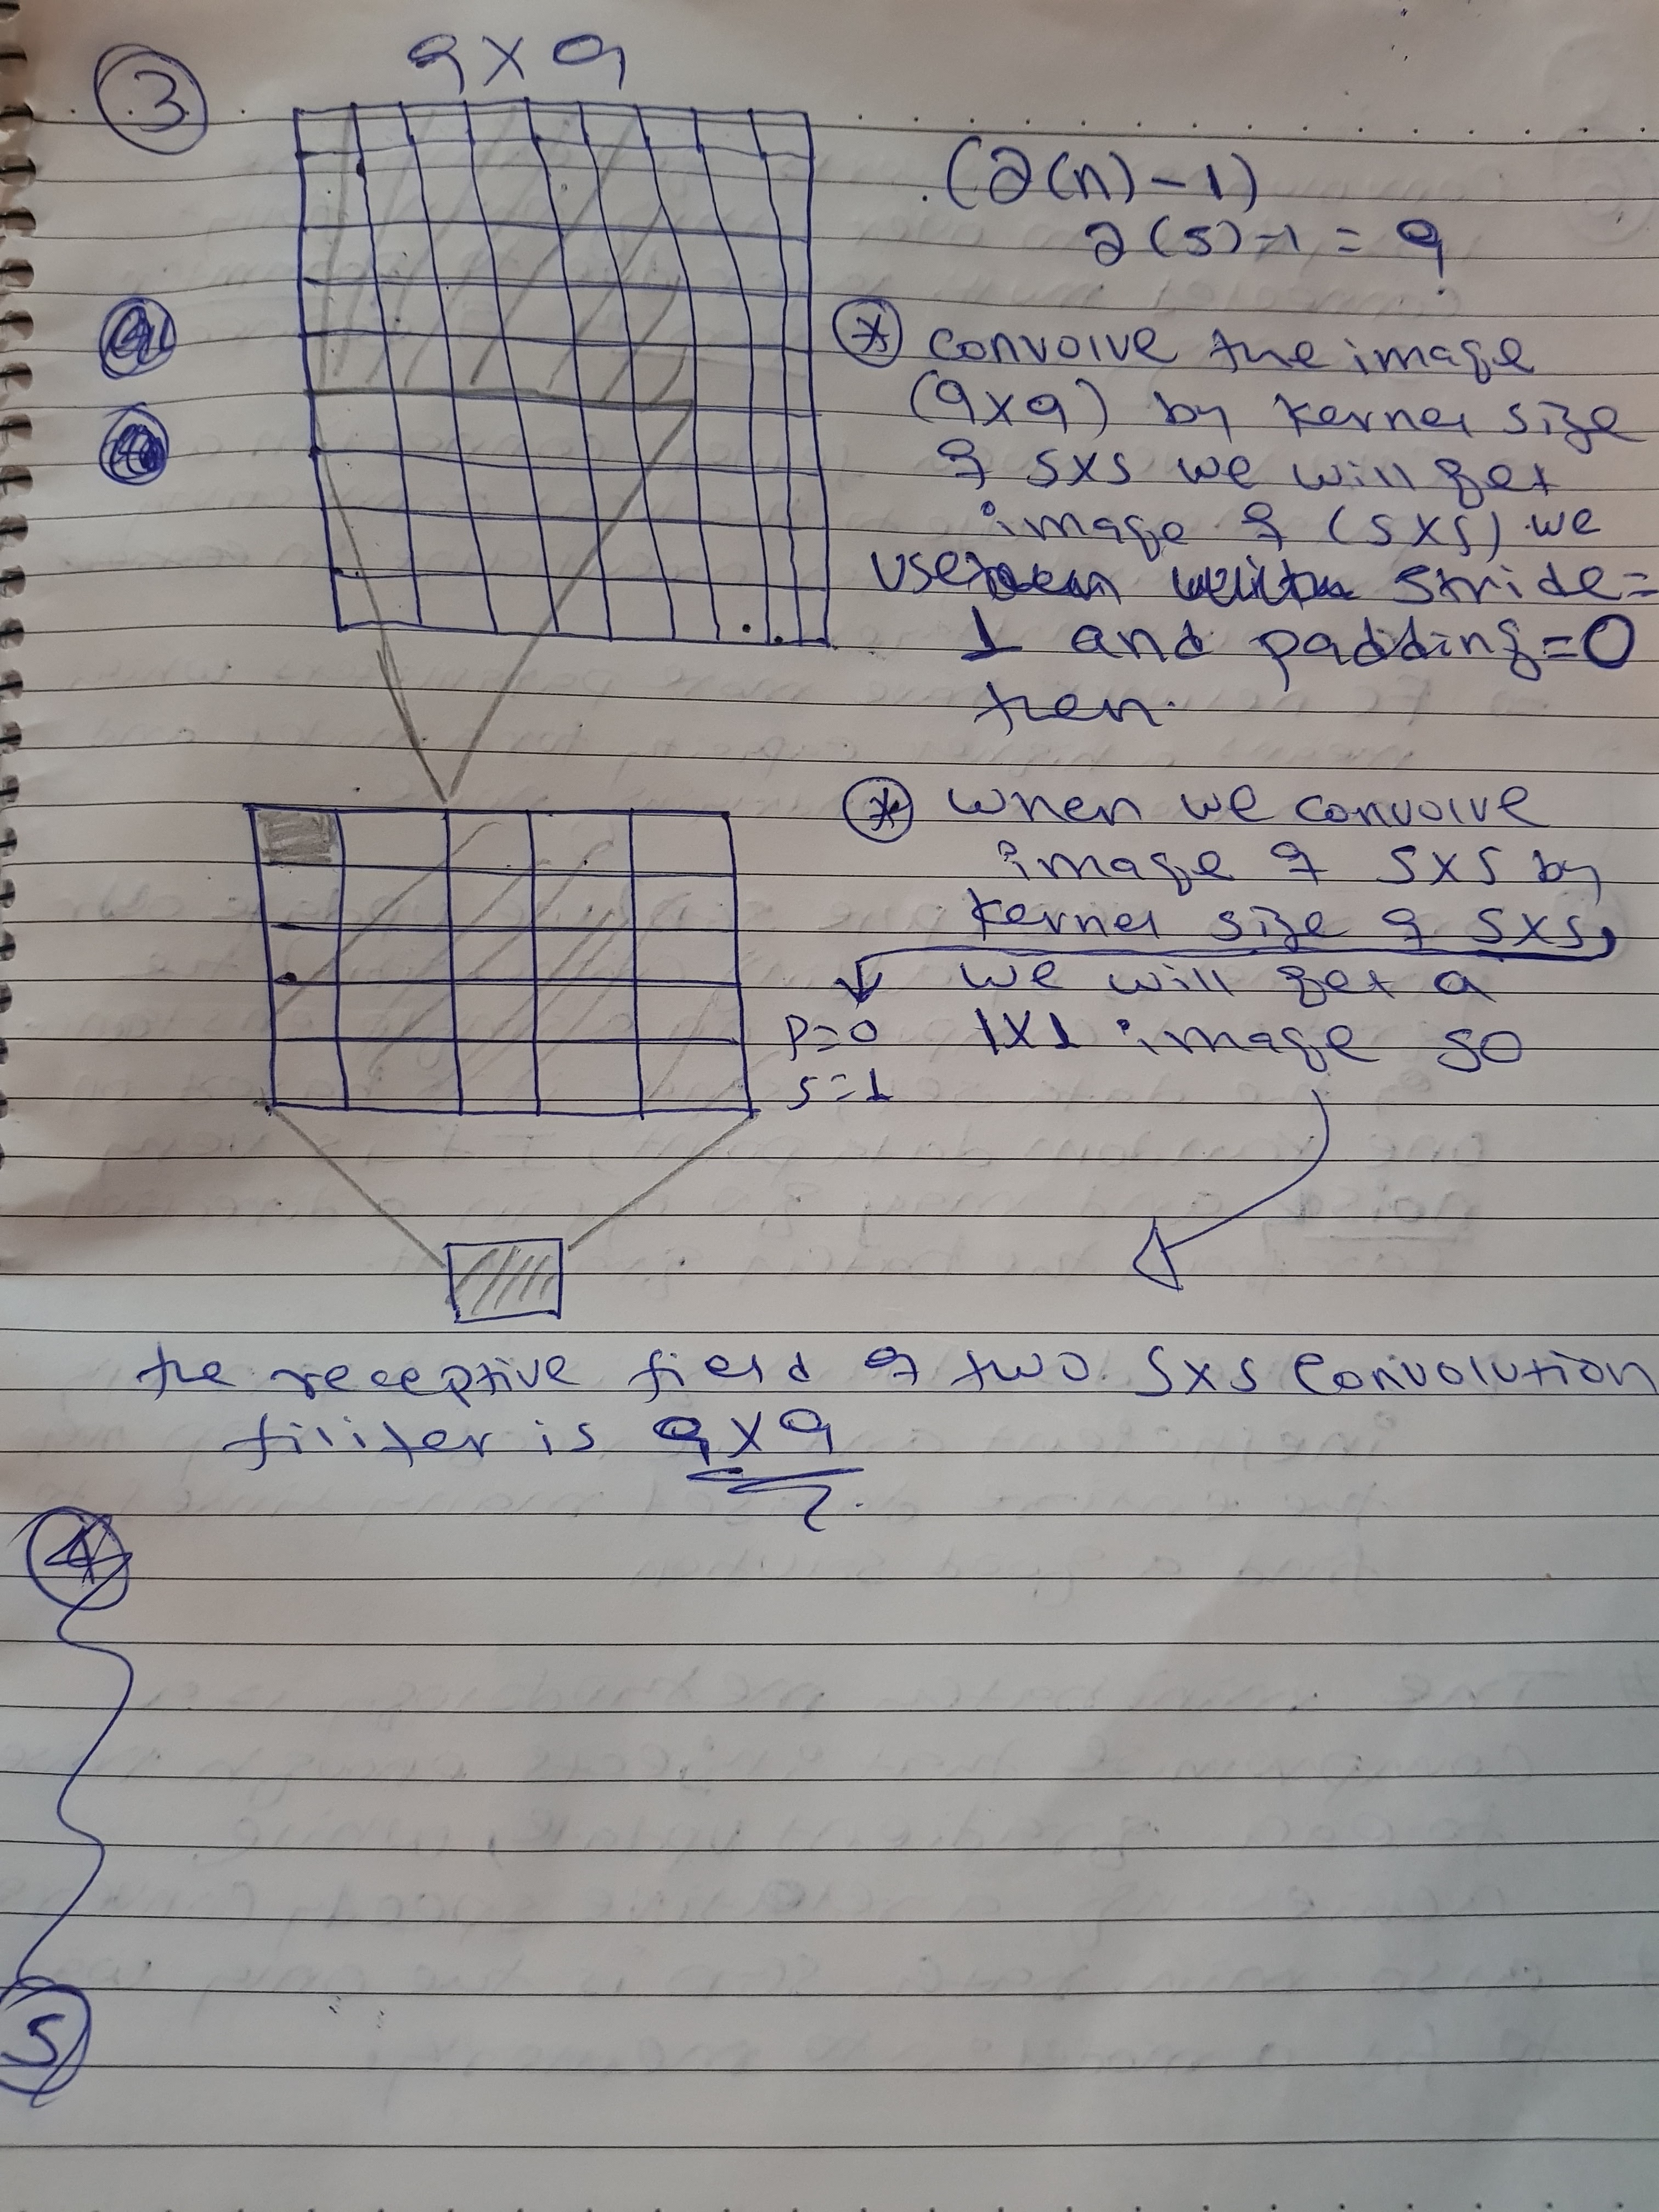 3
9 x 9
(2(n)-1)
2(5)-1 = 9
* convolve the image
(9x9) by kernel size
of 5x5 we will get
image of (5x5) we
use stride=
1 and padding=0
then.
* when we convolve
image of 5x5 by
kernel size of 5x5,
we will get a
P=0 1x1 image so
S=1
the receptive field of two 5x5 convolution
filiter is 9x9
4
5